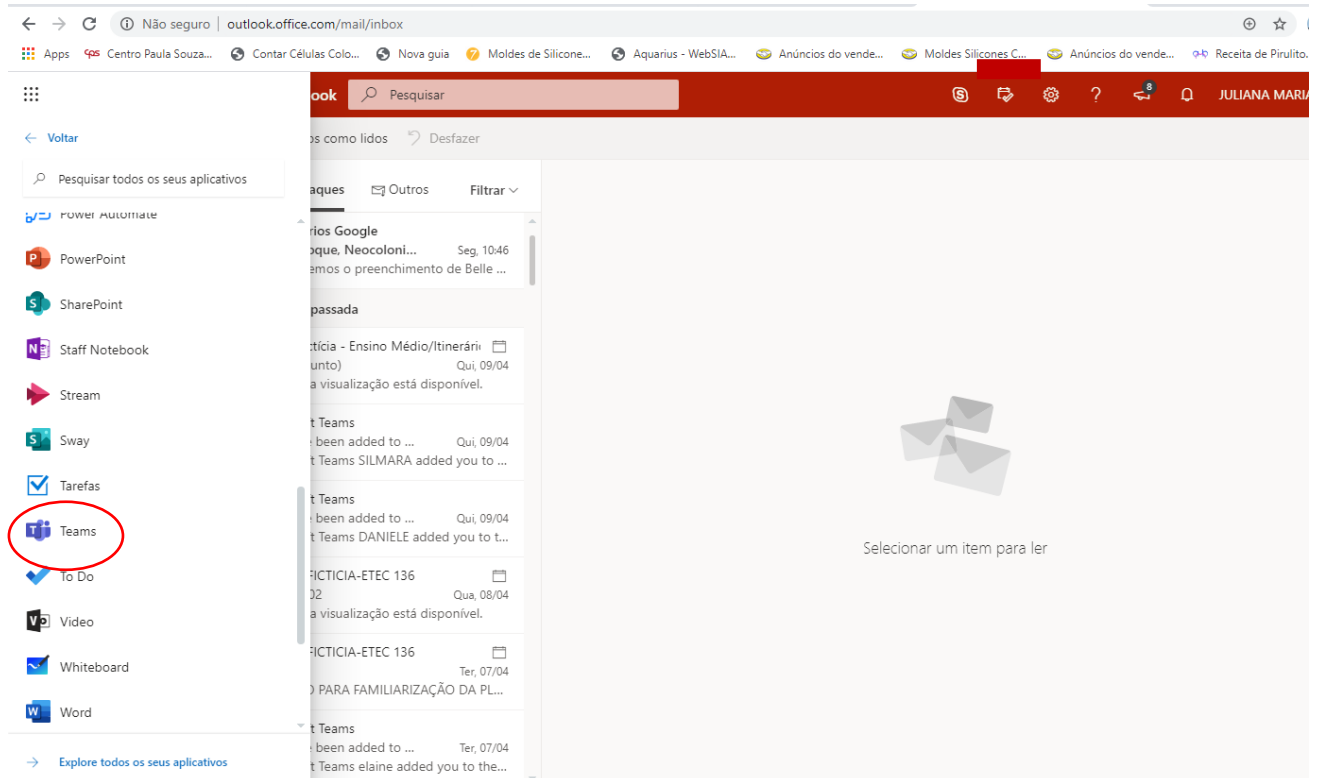 Não seguro | outlook.office.com/mail/inbox
Apps Centro Paula Souza... Contar Células Colo... Nova guia Moldes de Silicone... Aquarius - WebSIA... Anúncios do vende... Moldes Silicones C... Anúncios do vende... Receita de Pirulito.
ook Pesquisar 8 JULIANA MARIA
Voltar
os como lidos Desfazer
Pesquisar todos os seus aplicativos
aques Outros Filtrar
Power Automate
PowerPoint
SharePoint
Staff Notebook
Stream
Sway
Tarefas
Teams
To Do
Video
Whiteboard
Word
Explore todos os seus aplicativos
rios Google
oque, Neocoloni... Seg, 10:46
emos o preenchimento de Belle ...
passada
tícia - Ensino Médio/Itinerári
unto) Qui, 09/04
a visualização está disponível.
t Teams
been added to ... Qui, 09/04
t Teams SILMARA added you to ...
t Teams
been added to ... Qui, 09/04
t Teams DANIELE added you to t...
FICTICIA-ETEC 136
02 Qua, 08/04
a visualização está disponível.
FICTICIA-ETEC 136
Ter, 07/04
O PARA FAMILIARIZAÇÃO DA PL...
t Teams
been added to ... Ter, 07/04
t Teams elaine added you to the...
Selecionar um item para ler